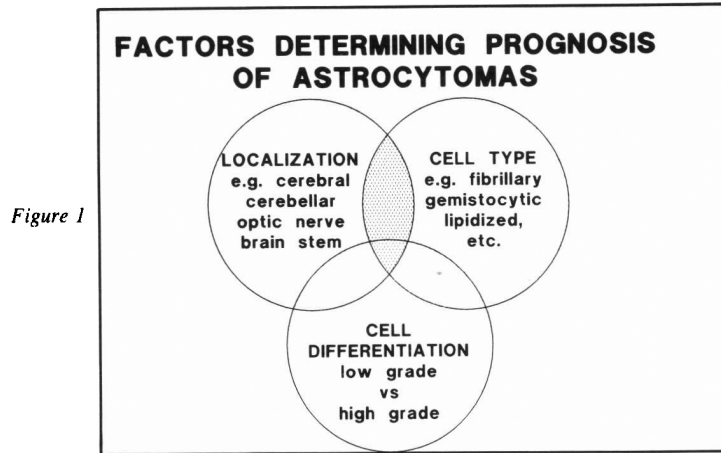 FACTORS DETERMINING PROGNOSIS
OF ASTROCYTOMAS
Figure 1
LOCALIZATION
e.g. cerebral
cerebellar
optic nerve
brain stem
CELL TYPE
e.g. fibrillary
gemistocytic
lipidized,
etc.
CELL
DIFFERENTIATION
low grade
vs
high grade